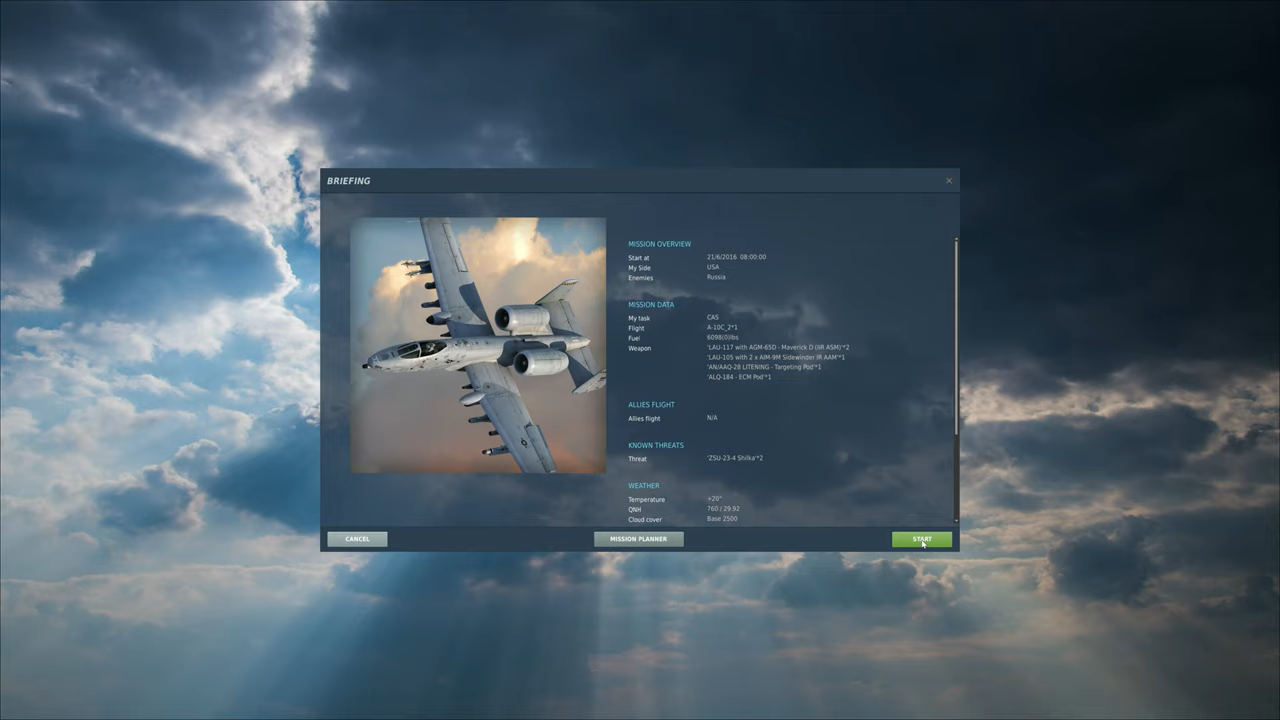 BRIEFING
MISSION OVERVIEW
Start at 21/6/2016 08:00:00
My Side USA
Enemies Russia
MISSION DATA
My task CAS
Flight A-10C_2*1
Fuel 6098(0)lbs
Weapon 'LAU-117 with AGM-65D - Maverick D (IIR ASM)'*2
'LAU-105 with 2 x AIM-9M Sidewinder IR AAM'*1
'AN/AAQ-28 LITENING - Targeting Pod'*1
'ALQ-184 - ECM Pod'*1
ALLIES FLIGHT
Allies flight N/A
KNOWN THREATS
Threat 'ZSU-23-4 Shilka'*2
WEATHER
Temperature +20°
QNH 760 / 29.92
Cloud cover Base 2500
CANCEL MISSION PLANNER START